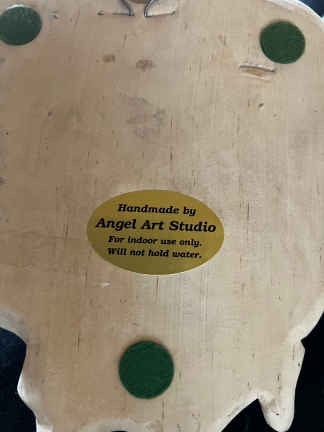 Handmade by
Angel Art Studio
For indoor use only.
Will not hold water.